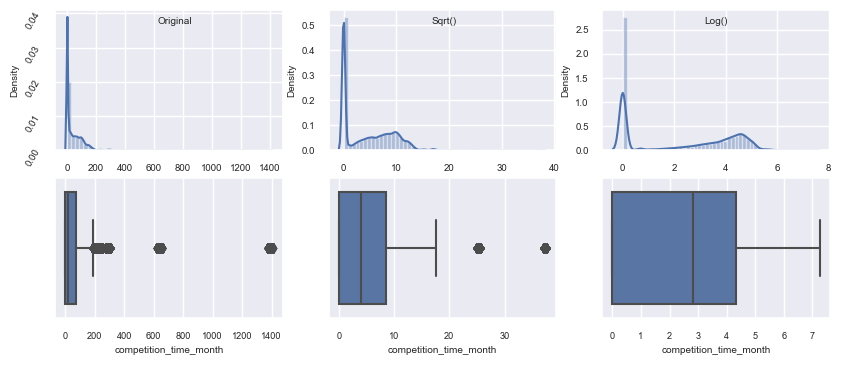 Original
Density
0.04
0.03
0.02
0.01
0.00
0 200 400 600 800 1000 1200 1400
Sqrt()
Density
0.5
0.4
0.3
0.2
0.1
0.0
0 10 20 30 40
Log()
Density
2.5
2.0
1.5
1.0
0.5
0.0
0 2 4 6 8
0 200 400 600 800 1000 1200 1400
competition_time_month
0 10 20 30
competition_time_month
0 1 2 3 4 5 6 7
competition_time_month